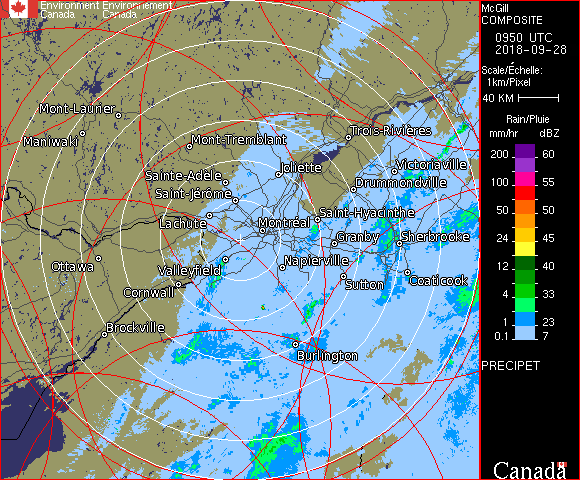 Environment Environnement
Canada Canada
McGill
COMPOSITE
0950 UTC
2018-09-28
Scale/Échelle:
1km/Pixel
40 KM
Rain/Pluie
mm/hr dBZ
200 60
100 55
50 50
24 45
12 40
4 33
2 23
0.1 7
PRECIPET
Canada
Mont-Laurier
Maniwaki
Mont-Tremblant
Trois-Rivières
Joliette
Victoriaville
Sainte-Adèle
Drummondville
Saint-Jérôme
Saint-Hyacinthe
Lachute
Montréal
Granby
Sherbrooke
Ottawa
Valleyfield
Napierville
Coaticook
Cornwall
Sutton
Brockville
Burlington